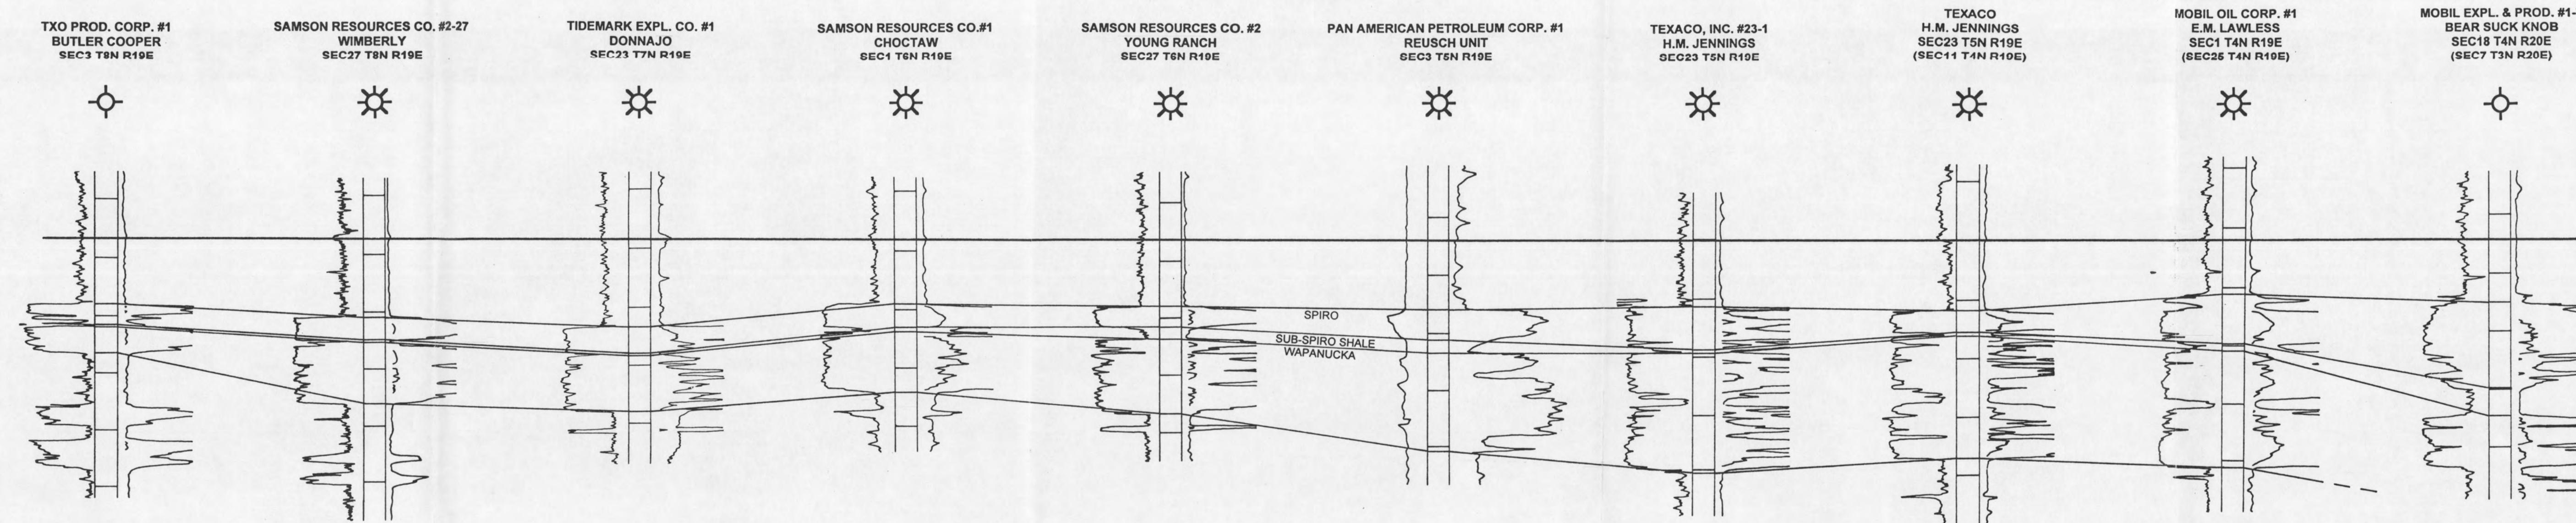 TXO PROD. CORP. #1
BUTLER COOPER
SEC3 T8N R19E
SAMSON RESOURCES CO. #2-27
WIMBERLY
SEC27 T8N R19E
TIDEMARK EXPL. CO. #1
DONNAJO
SEC23 T7N R19E
SAMSON RESOURCES CO.#1
CHOCTAW
SEC1 T6N R19E
SAMSON RESOURCES CO. #2
YOUNG RANCH
SEC27 T6N R19E
PAN AMERICAN PETROLEUM CORP. #1
REUSCH UNIT
SEC3 T5N R19E
TEXACO, INC. #23-1
H.M. JENNINGS
SEC23 T5N R19E
TEXACO
H.M. JENNINGS
SEC23 T5N R19E
(SEC11 T4N R19E)
MOBIL OIL CORP. #1
E.M. LAWLESS
SEC1 T4N R19E
(SEC25 T4N R19E)
MOBIL EXPL. & PROD. #1-
BEAR SUCK KNOB
SEC18 T4N R20E
(SEC7 T3N R20E)
SPIRO
SUB-SPIRO SHALE
WAPANUCKA